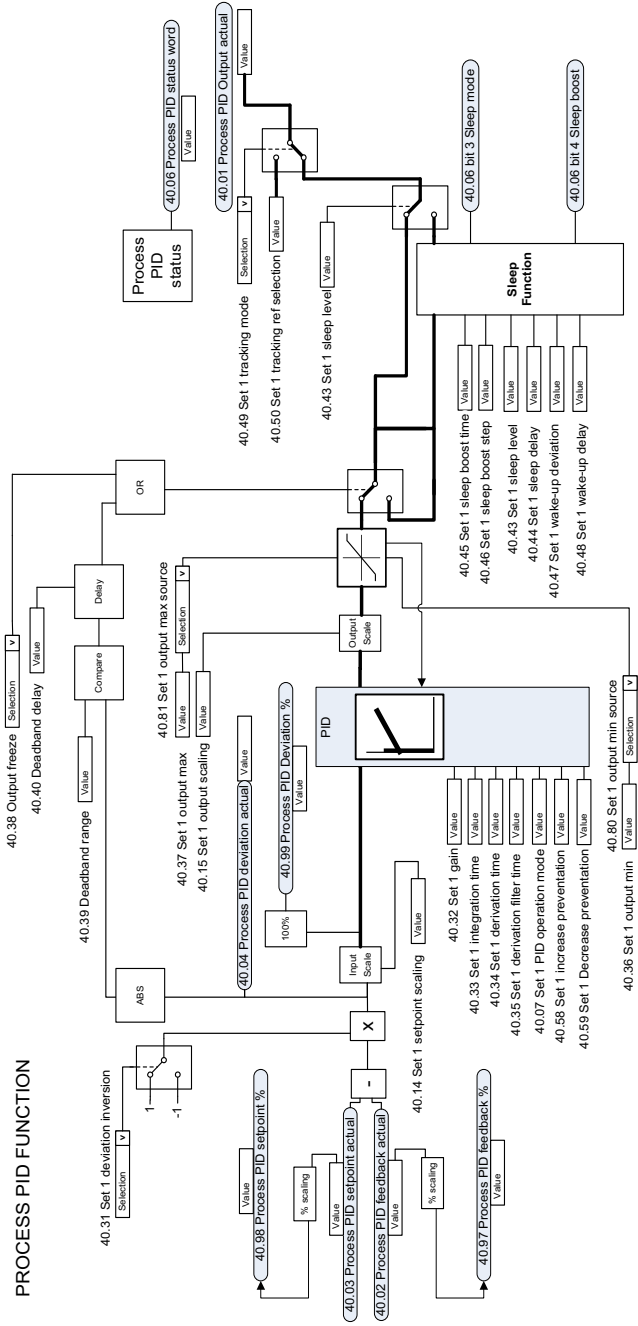 PROCESS PID FUNCTION
40.31 Set 1 deviation inversion
Selection v
1
-1
Value
40.98 Process PID setpoint %
% scaling
Value
40.03 Process PID setpoint actual
40.02 Process PID feedback actual
Value
% scaling
40.97 Process PID feedback %
Value
-
X
ABS
40.04 Process PID deviation actual
Value
100%
40.99 Process PID Deviation %
Value
Input
Scale
40.14 Set 1 setpoint scaling
Value
40.38 Output freeze
Selection v
40.40 Deadband delay
Value
40.39 Deadband range
Value
Compare
Delay
OR
40.81 Set 1 output max source
40.37 Set 1 output max
Value
Selection v
40.15 Set 1 output scaling
Value
PID
Output
Scale
40.32 Set 1 gain
Value
40.33 Set 1 integration time
Value
40.34 Set 1 derivation time
Value
40.35 Set 1 derivation filter time
Value
40.07 Set 1 PID operation mode
Value
40.58 Set 1 increase preventation
Value
40.59 Set 1 Decrease preventation
Value
40.80 Set 1 output min source
40.36 Set 1 output min
Value
Selection v
Process
PID
status
40.06 Process PID status word
Value
40.01 Process PID Output actual
Value
40.49 Set 1 tracking mode
Selection v
40.50 Set 1 tracking ref selection
Value
40.43 Set 1 sleep level
Value
40.45 Set 1 sleep boost time
Value
40.46 Set 1 sleep boost step
Value
40.43 Set 1 sleep level
Value
40.44 Set 1 sleep delay
Value
40.47 Set 1 wake-up deviation
Value
40.48 Set 1 wake-up delay
Value
Sleep
Function
40.06 bit 3 Sleep mode
40.06 bit 4 Sleep boost